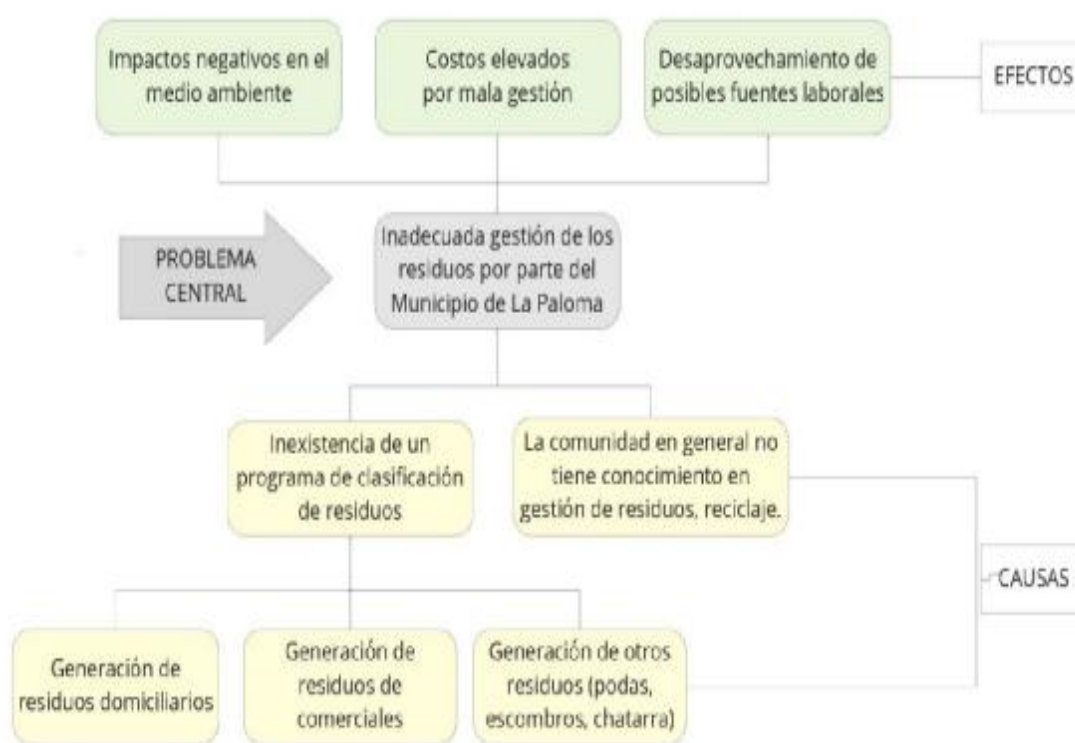 Impactos negativos en el
medio ambiente
Costos elevados
por mala gestión
Desaprovechamiento de
posibles fuentes laborales
EFECTOS
PROBLEMA
CENTRAL
Inadecuada gestión de los
residuos por parte del
Municipio de La Paloma
Inexistencia de un
programa de clasificación
de residuos
La comunidad en general no
tiene conocimiento en
gestión de residuos, reciclaje.
CAUSAS
Generación de
residuos domiciliarios
Generación de
residuos de
comerciales
Generación de otros
residuos (podas,
escombros, chatarra)